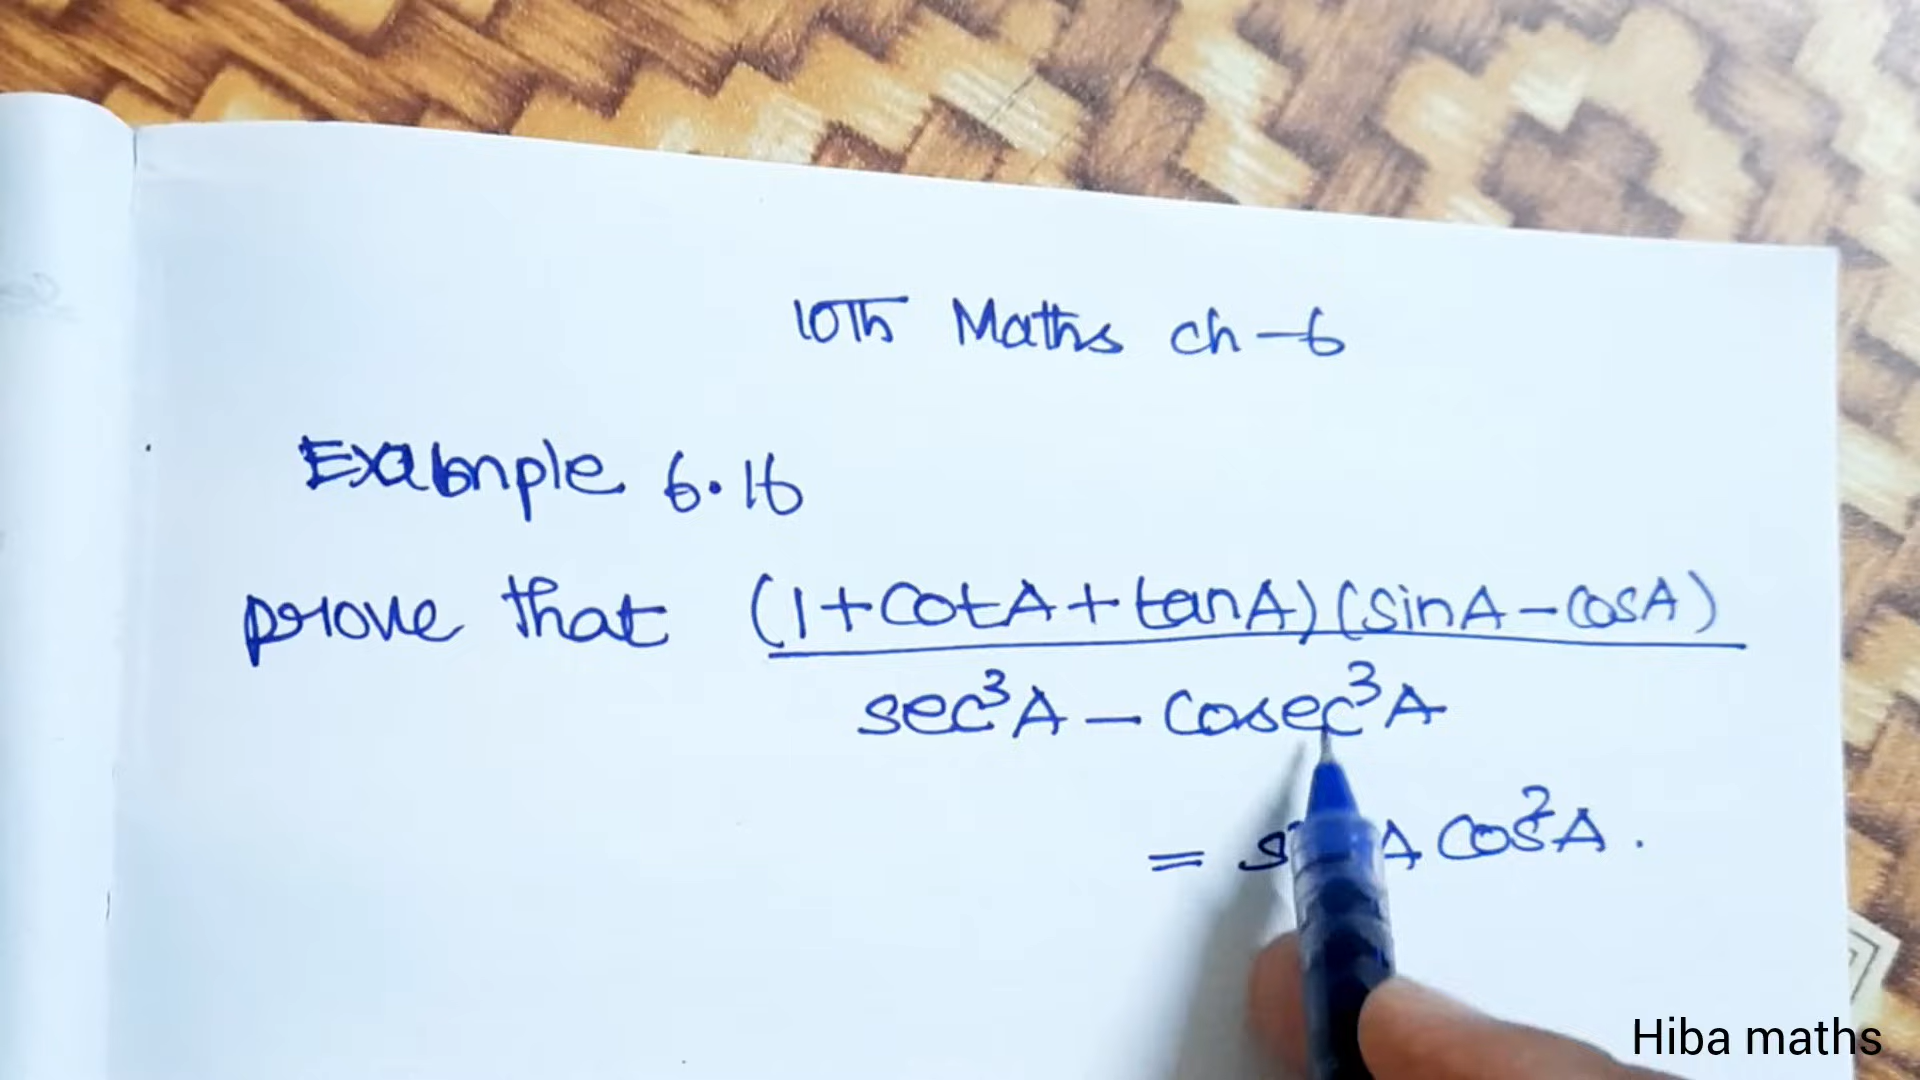 10Th Maths ch-6
Example 6.16
prove that (1+cotA+tanA)(sinA-cosA)
sec³A - cosec³A
= A cos²A.
Hiba maths